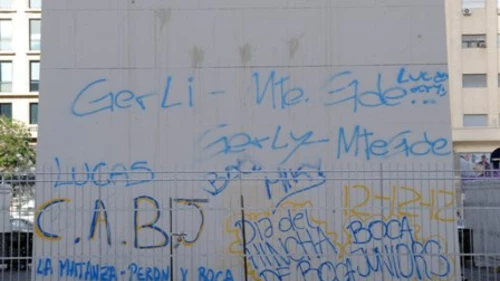 GerLi - Mte. Gde...
LUCAS
GerLy - MteGde
LUCAS
C.A.B.J
12-12-12
Dia del HINCHA DE BOCA
BOCA JUNIORS
LA MATANZA - PERON X BOCA